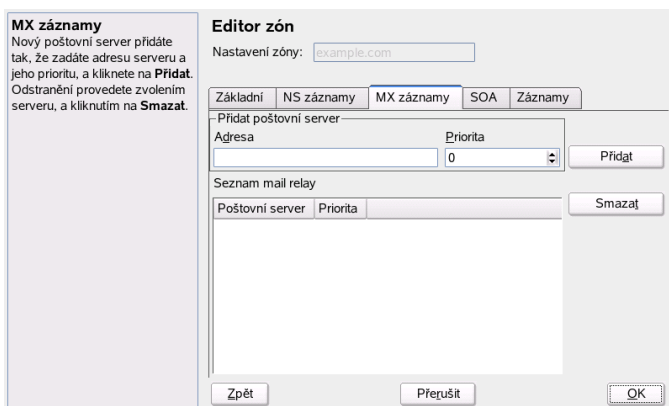 MX záznamy
Nový poštovní server přidáte
tak, že zadáte adresu serveru a
jeho prioritu, a kliknete na Přidat.
Odstranění provedete zvolením
serveru, a kliknutím na Smazat.
Editor zón
Nastavení zóny: example.com
Základní NS záznamy MX záznamy SOA Záznamy
Přidat poštovní server
Adresa Priorita
0 Přidat
Seznam mail relay
Smazat
Poštovní server Priorita
Zpět Přerušit OK